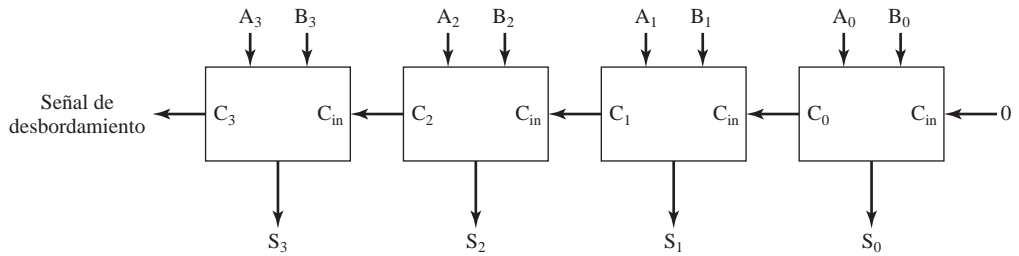 A3 B3 A2 B2 A1 B1 A0 B0
Señal de
desbordamiento
C3 Cin C2 Cin C1 Cin C0 Cin 0
S3 S2 S1 S0